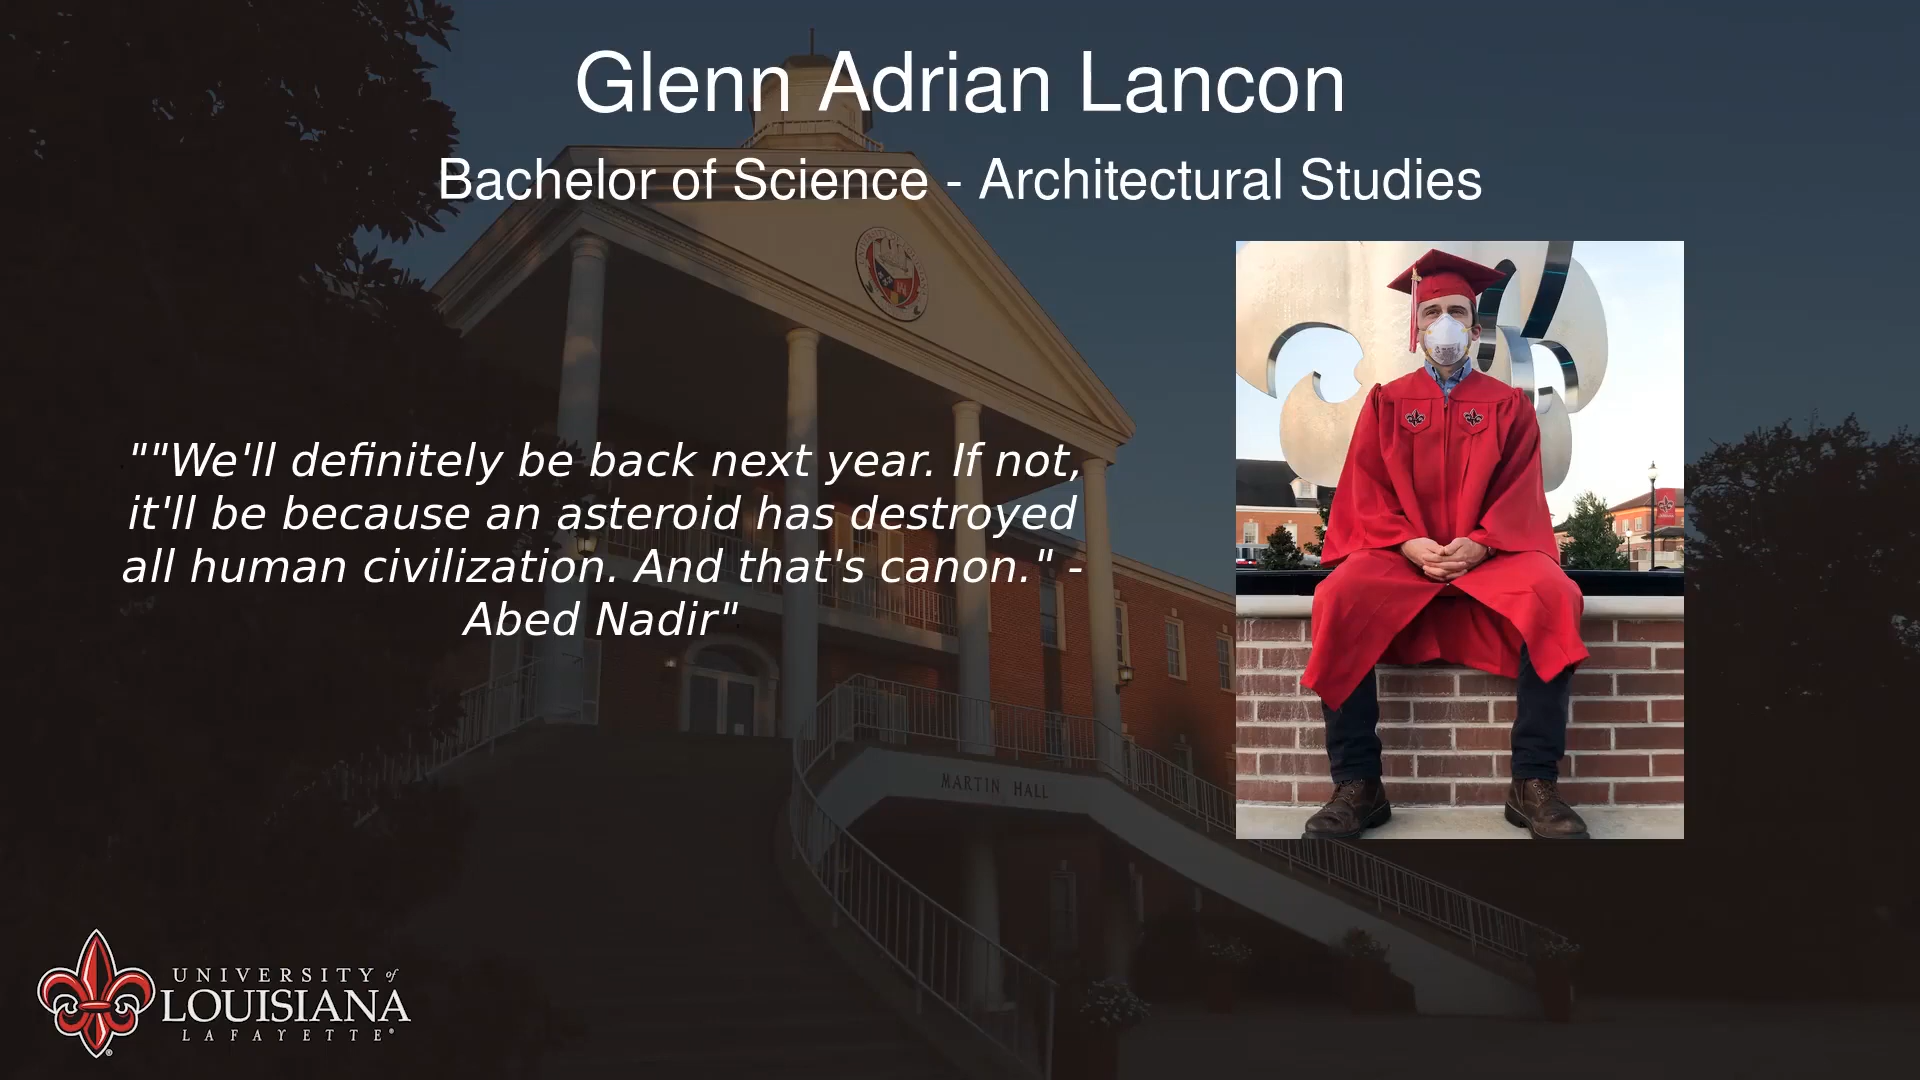 Glenn Adrian Lancon
Bachelor of Science - Architectural Studies
""We'll definitely be back next year. If not,
it'll be because an asteroid has destroyed
all human civilization. And that's canon." -
Abed Nadir"
MARTIN HALL
UNIVERSITY of
LOUISIANA
LAFAYETTE®